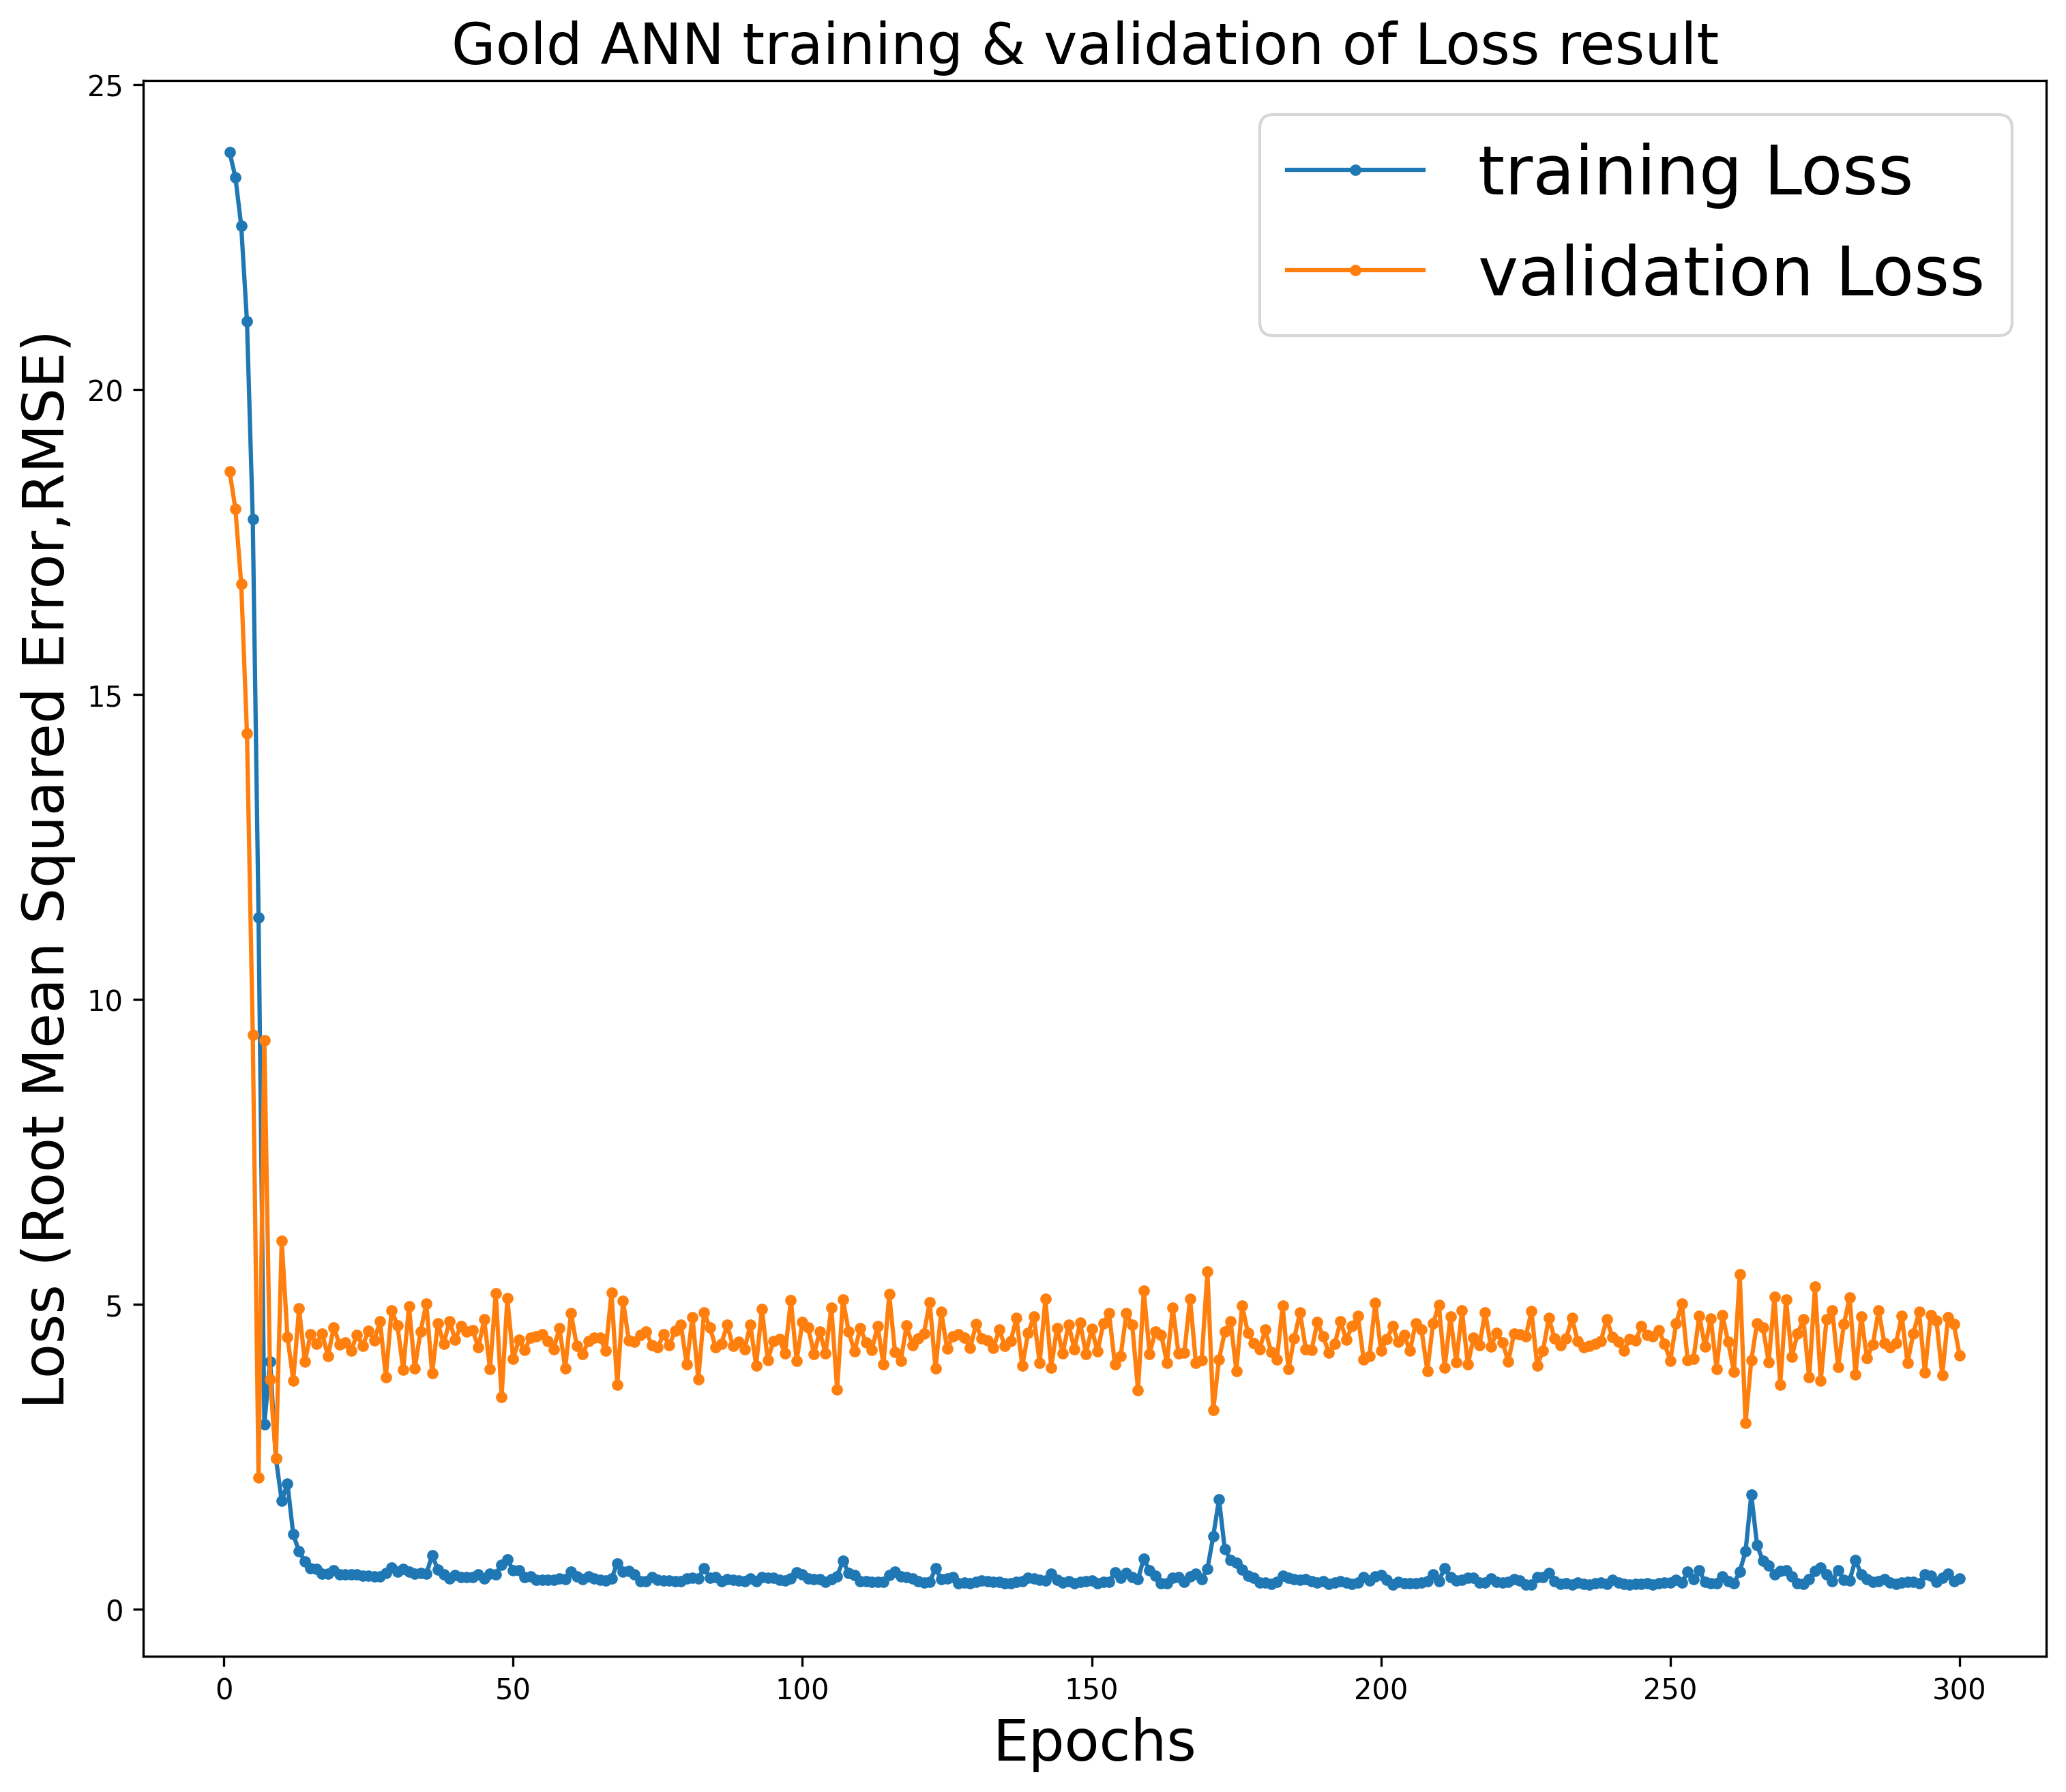 Gold ANN training & validation of Loss result
training Loss
validation Loss
Loss (Root Mean Squared Error,RMSE)
25
20
15
10
5
0
0 50 100 150 200 250 300
Epochs